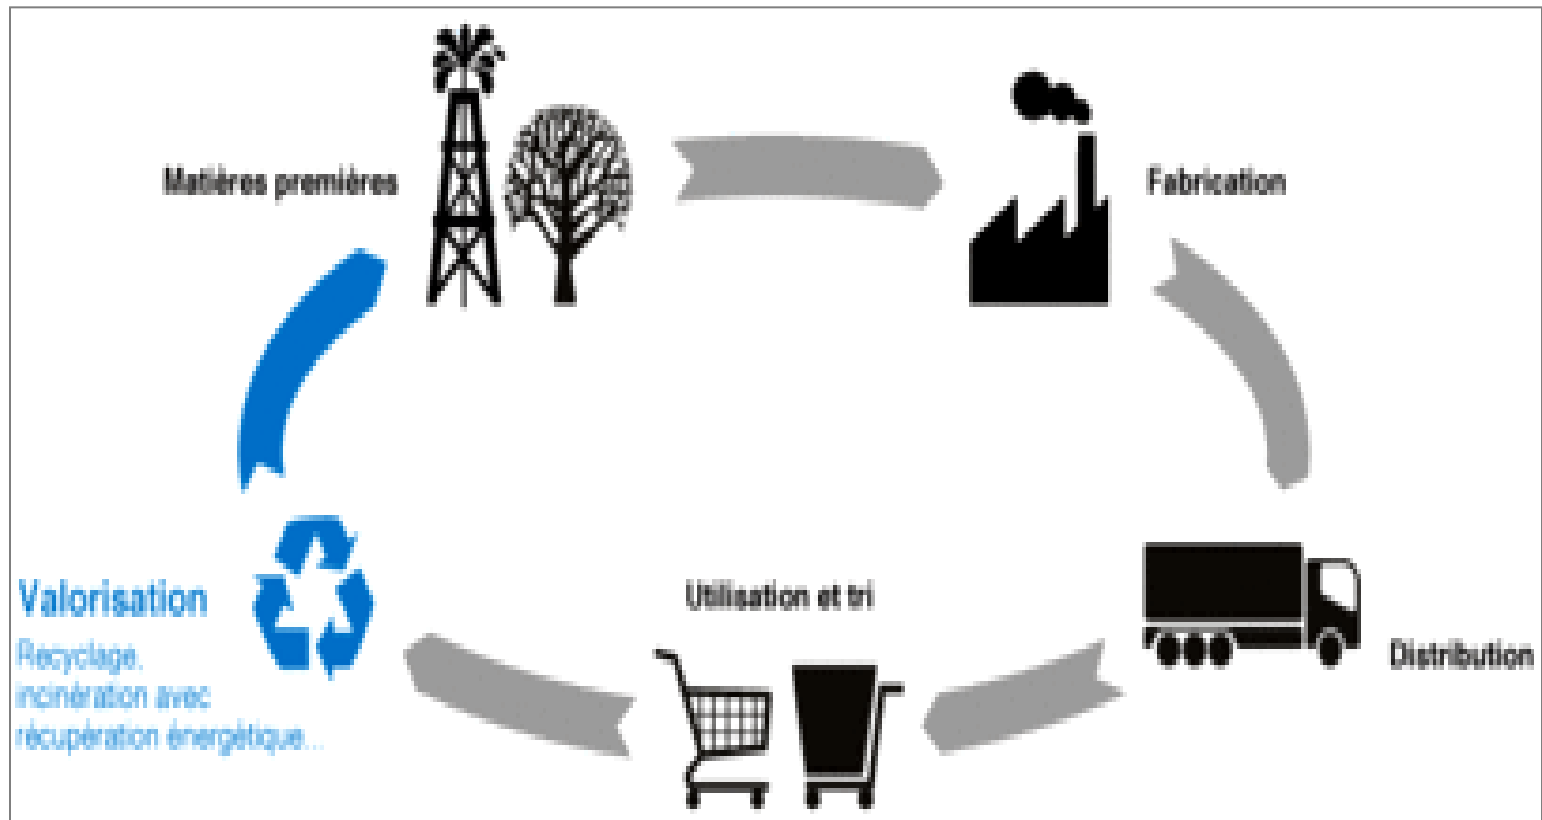 Matières premières
Fabrication
Distribution
Utilisation et tri
Valorisation
Recyclage,
incinération avec
récupération énergétique...